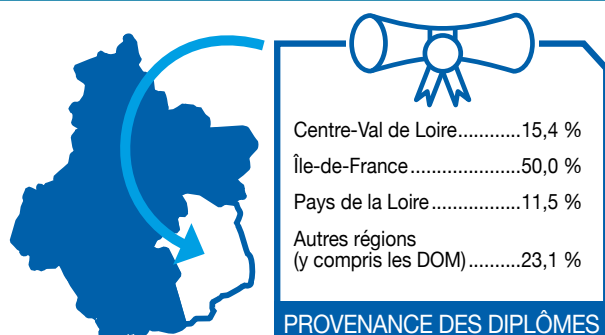 Centre-Val de Loire............15,4 %
Île-de-France.....................50,0 %
Pays de la Loire.................11,5 %
Autres régions
(y compris les DOM)..........23,1 %
PROVENANCE DES DIPLÔMES